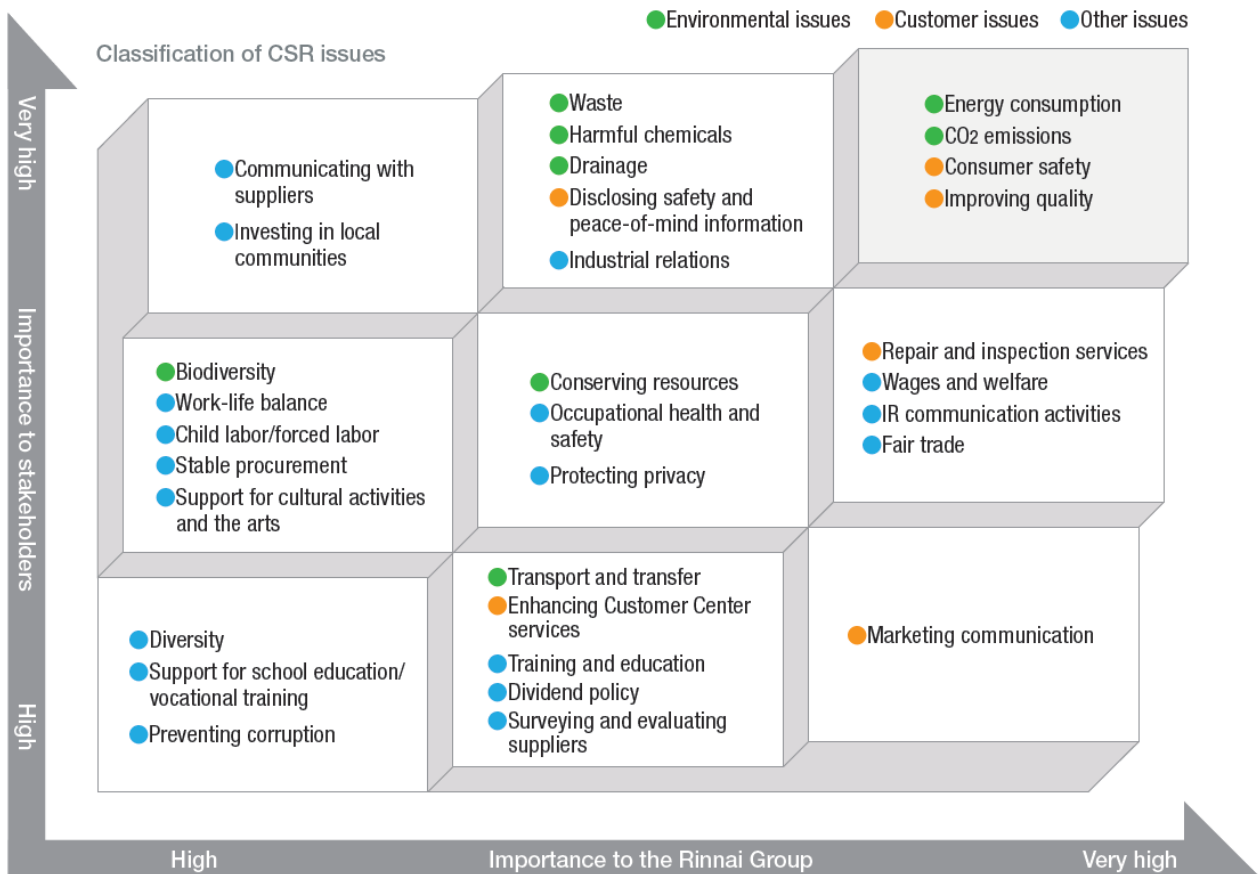 Environmental issues
Customer issues
Other issues
Classification of CSR issues
Very high
Importance to stakeholders
High
Communicating with
suppliers
Investing in local
communities
Waste
Harmful chemicals
Drainage
Disclosing safety and
peace-of-mind information
Industrial relations
Energy consumption
CO2 emissions
Consumer safety
Improving quality
Biodiversity
Work-life balance
Child labor/forced labor
Stable procurement
Support for cultural activities
and the arts
Conserving resources
Occupational health and
safety
Protecting privacy
Repair and inspection services
Wages and welfare
IR communication activities
Fair trade
Diversity
Support for school education/
vocational training
Preventing corruption
Transport and transfer
Enhancing Customer Center
services
Training and education
Dividend policy
Surveying and evaluating
suppliers
Marketing communication
High
Importance to the Rinnai Group
Very high